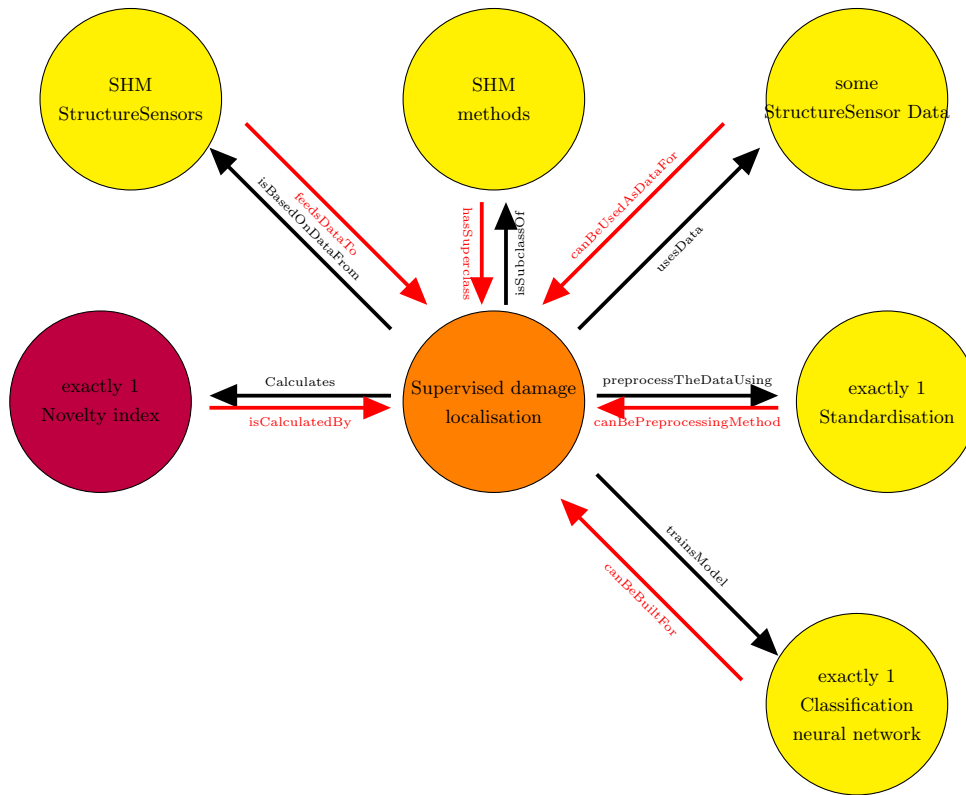 SHM
StructureSensors
SHM
methods
some
StructureSensor Data
feedsDataTo
isBasedOnDataFrom
hasSuperclass
isSubclassOf
canBeUsedAsDataFor
usesData
exactly 1
Novelty index
Calculates
isCalculatedBy
Supervised damage
localisation
preprocessTheDataUsing
canBePreprocessingMethod
exactly 1
Standardisation
trainsModel
canBeBuiltFor
exactly 1
Classification
neural network